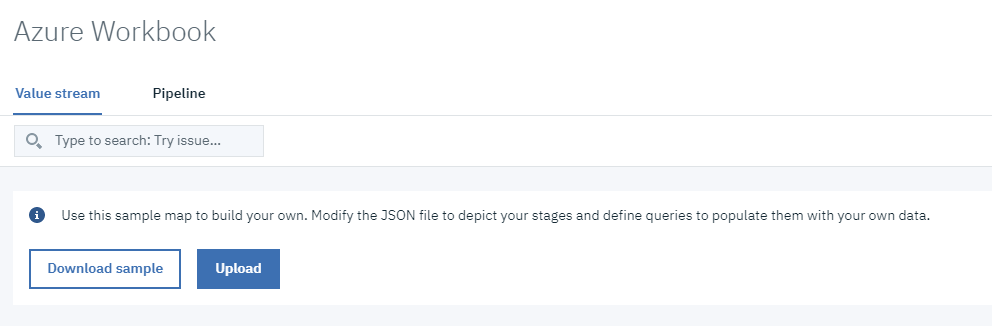 Azure Workbook
Value stream Pipeline
Type to search: Try issue...
Use this sample map to build your own. Modify the JSON file to depict your stages and define queries to populate them with your own data.
Download sample Upload